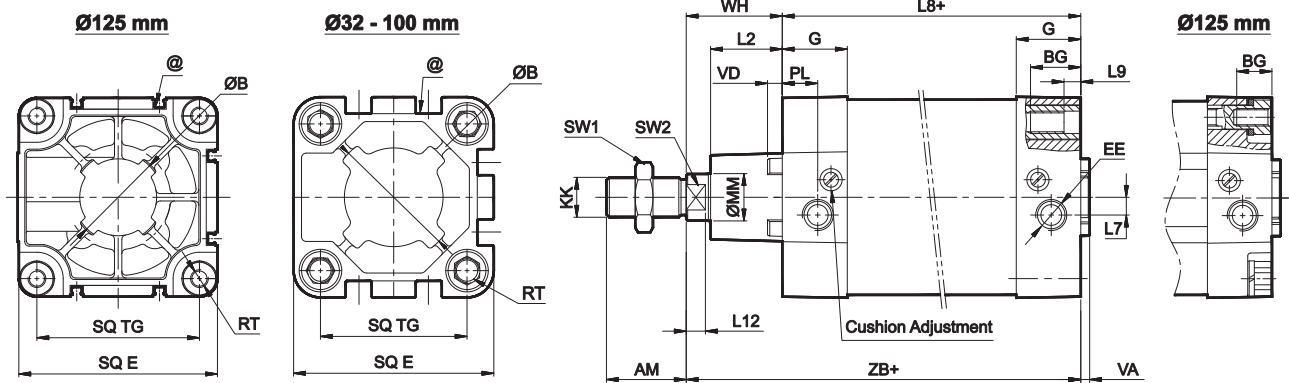 Ø125 mm
@
ØB
RT
SQ TG
SQ E
Ø32 - 100 mm
@
ØB
RT
SQ TG
SQ E
WH
L8+
L2
G
G
VD
PL
BG
L9
SW1
SW2
KK
ØMM
EE
L7
L12
Cushion Adjustment
AM
ZB+
VA
Ø125 mm
BG